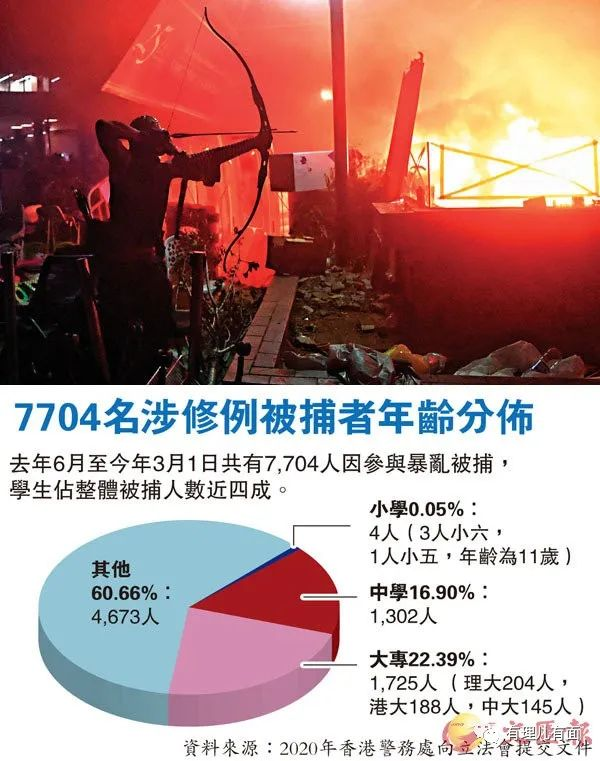 7704名涉修例被捕者年齡分佈
去年6月至今年3月1日共有7,704人因參與暴亂被捕，
學生佔整體被捕人數近四成。
小學0.05%：
4人（3人小六，
1人小五，年齡為11歲）
其他
60.66%：
4,673人
中學16.90%：
1,302人
大專22.39%：
1,725人（理大204人，
港大188人，中大145人）
有理儿有面
資料來源：2020年香港警務處向立法會提交文件